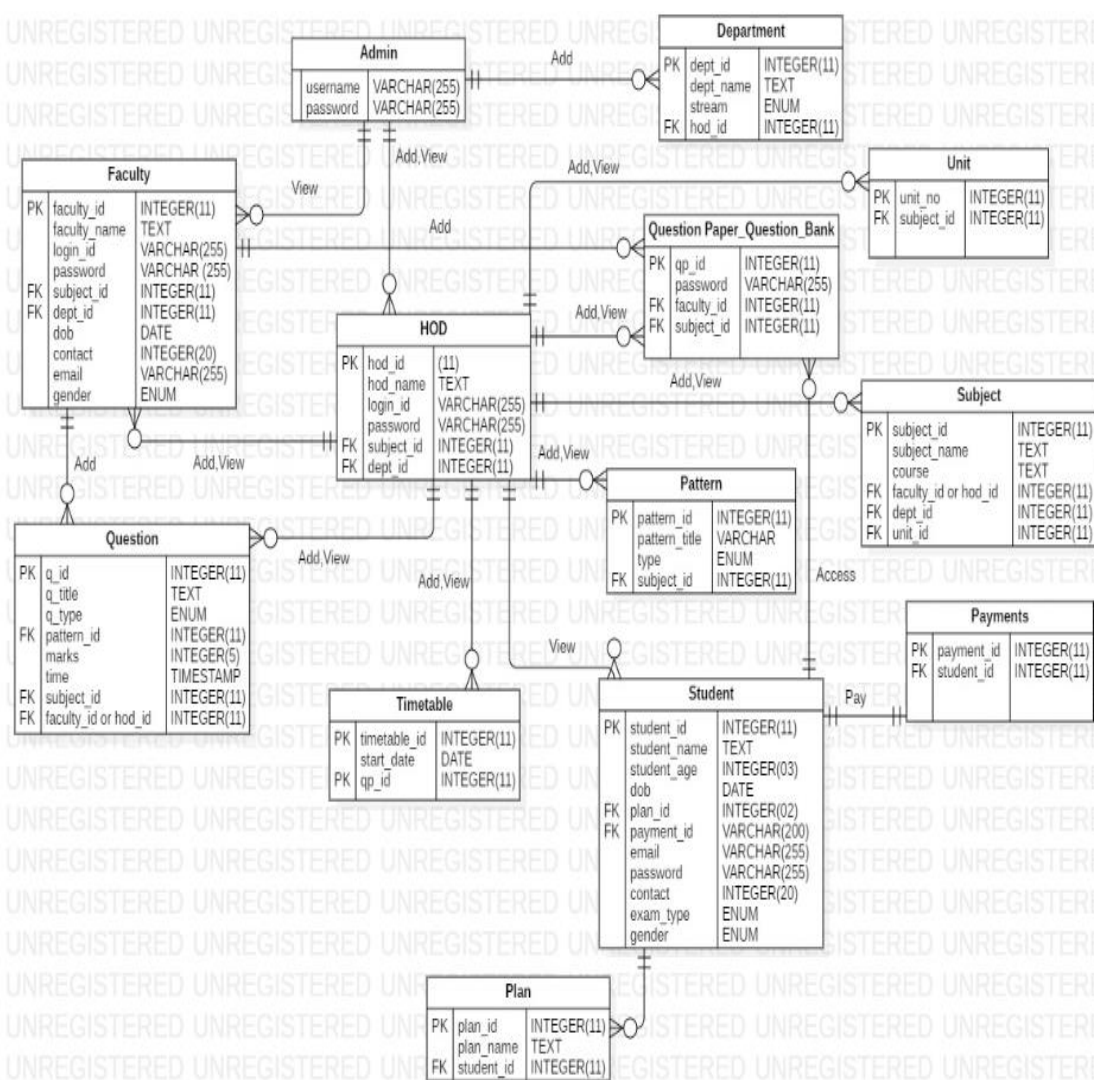 UNREGISTERED UNREGISTERED UNREGISTERED UNREGISTERED UNREGISTERED UNREGISTERED
Admin
username VARCHAR(255)
password VARCHAR(255)
Add
Department
PK dept_id INTEGER(11)
dept_name TEXT
stream ENUM
FK hod_id INTEGER(11)
Add,View
View
Add,View
Unit
PK unit_no INTEGER(11)
FK subject_id INTEGER(11)
Faculty
PK faculty_id INTEGER(11)
faculty_name TEXT
login_id VARCHAR(255)
password VARCHAR (255)
FK subject_id INTEGER(11)
FK dept_id INTEGER(11)
dob DATE
contact INTEGER(20)
email VARCHAR(255)
gender ENUM
Add
Question Paper_Question_Bank
PK qp_id INTEGER(11)
password VARCHAR(255)
FK faculty_id INTEGER(11)
FK subject_id INTEGER(11)
Add,View
HOD
PK hod_id (11)
hod_name TEXT
login_id VARCHAR(255)
password VARCHAR(255)
FK subject_id INTEGER(11)
FK dept_id INTEGER(11)
Add,View
Subject
PK subject_id INTEGER(11)
subject_name TEXT
course TEXT
FK faculty_id or hod_id INTEGER(11)
FK dept_id INTEGER(11)
FK unit_id INTEGER(11)
Add
Add,View
Add,View
Pattern
PK pattern_id INTEGER(11)
pattern_title VARCHAR
type ENUM
FK subject_id INTEGER(11)
Question
PK q_id INTEGER(11)
q_title TEXT
q_type ENUM
FK pattern_id INTEGER(11)
marks INTEGER(5)
time TIMESTAMP
FK subject_id INTEGER(11)
FK faculty_id or hod_id INTEGER(11)
Add,View
Add,View
Access
View
Payments
PK payment_id INTEGER(11)
FK student_id INTEGER(11)
Pay
Timetable
PK timetable_id INTEGER(11)
start_date DATE
PK qp_id INTEGER(11)
Student
PK student_id INTEGER(11)
student_name TEXT
student_age INTEGER(03)
dob DATE
FK plan_id INTEGER(02)
FK payment_id VARCHAR(200)
email VARCHAR(255)
password VARCHAR(255)
contact INTEGER(20)
exam_type ENUM
gender ENUM
Plan
PK plan_id INTEGER(11)
plan_name TEXT
FK student_id INTEGER(11)